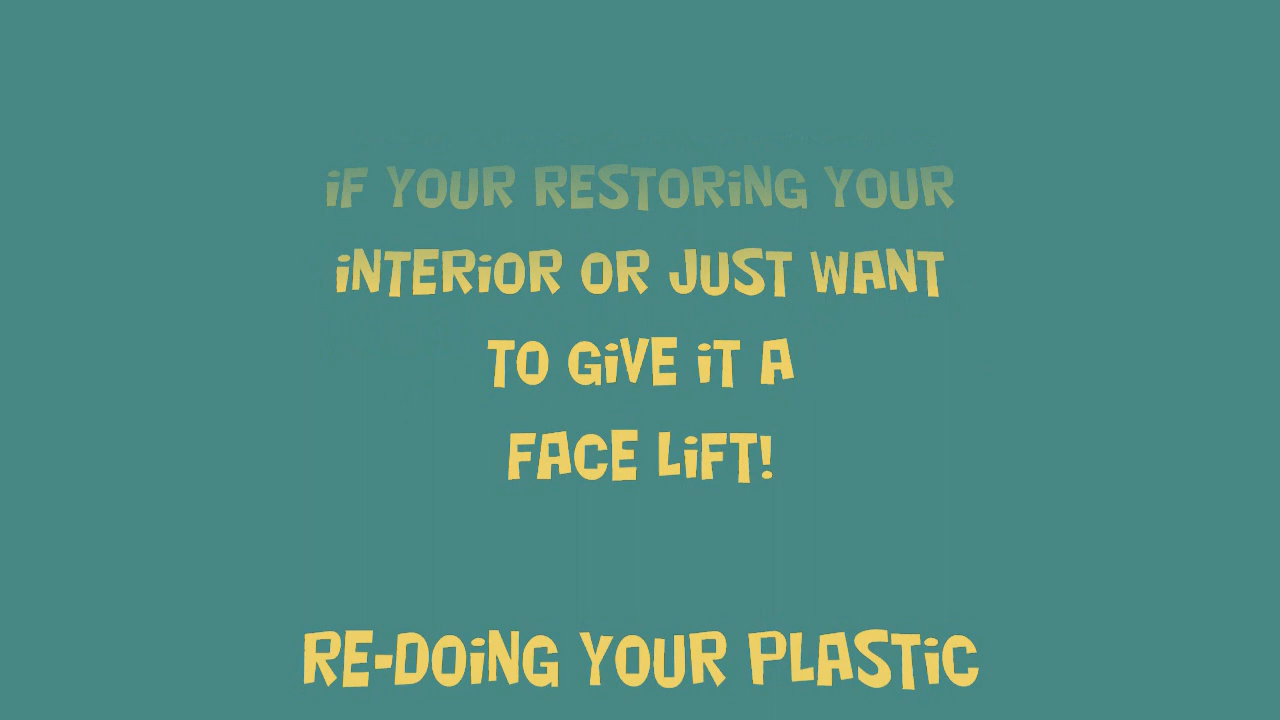 iF YOUR RESTORiNG YOUR
iNTERiOR OR JUST WANT
TO GiVE iT A
FACE LiFT!
RE-DOiNG YOUR PLASTiC